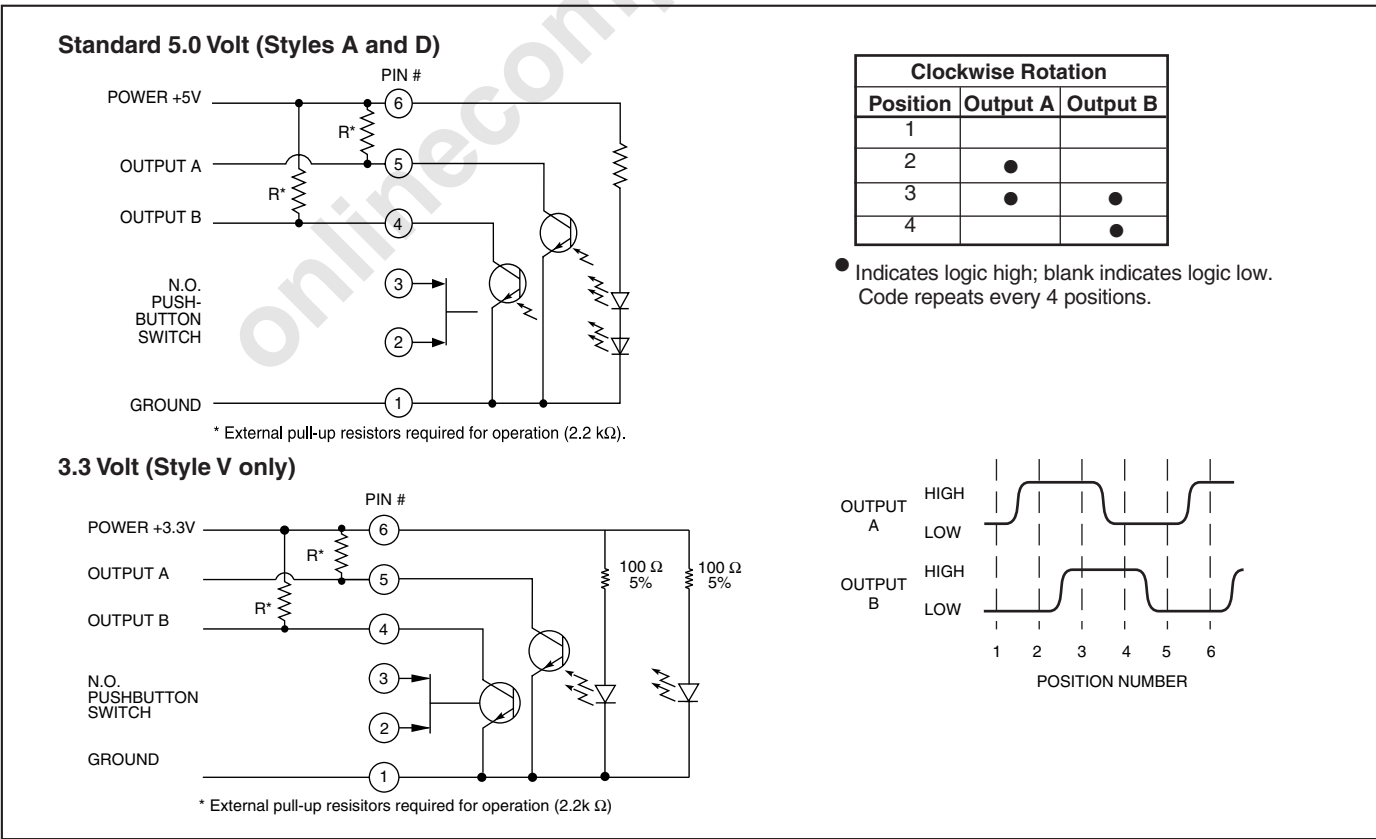 Standard 5.0 Volt (Styles A and D)
PIN #
POWER +5V
6
R*
OUTPUT A
5
R*
OUTPUT B
4
N.O.
PUSH-
BUTTON
SWITCH
3
2
GROUND
1
* External pull-up resistors required for operation (2.2 kΩ).
3.3 Volt (Style V only)
PIN #
POWER +3.3V
6
R*
100 Ω
5%
100 Ω
5%
OUTPUT A
5
R*
OUTPUT B
4
N.O.
PUSHBUTTON
SWITCH
3
2
GROUND
1
* External pull-up resisitors required for operation (2.2k Ω)
Clockwise Rotation
Position Output A Output B
1
2 ●
3 ● ●
4 ●
● Indicates logic high; blank indicates logic low.
Code repeats every 4 positions.
OUTPUT
A
HIGH
LOW
OUTPUT
B
HIGH
LOW
1 2 3 4 5 6
POSITION NUMBER
onlinecom